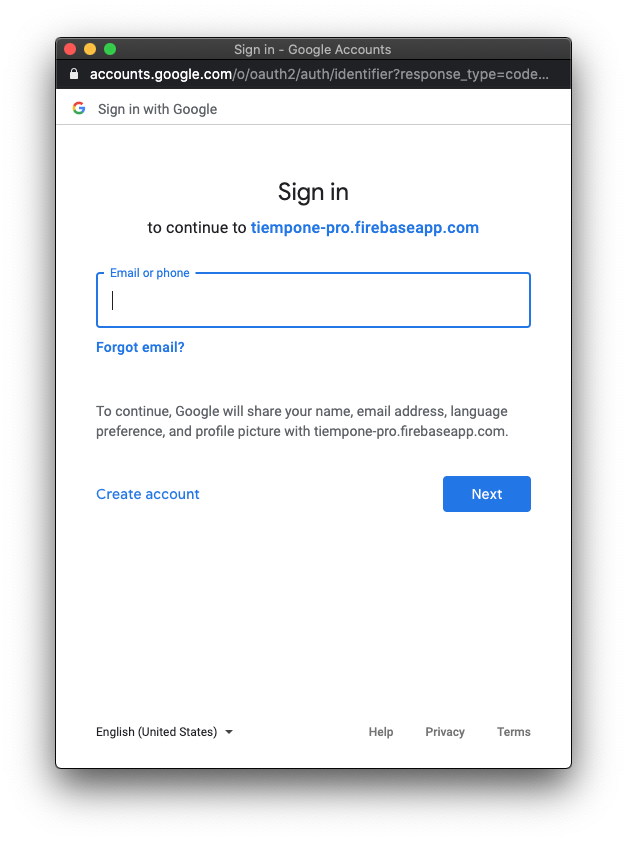 Sign in - Google Accounts
accounts.google.com/o/oauth2/auth/identifier?response_type=code...
Sign in with Google
Sign in
to continue to tiempone-pro.firebaseapp.com
Email or phone
Forgot email?
To continue, Google will share your name, email address, language
preference, and profile picture with tiempone-pro.firebaseapp.com.
Create account
Next
English (United States)
Help
Privacy
Terms